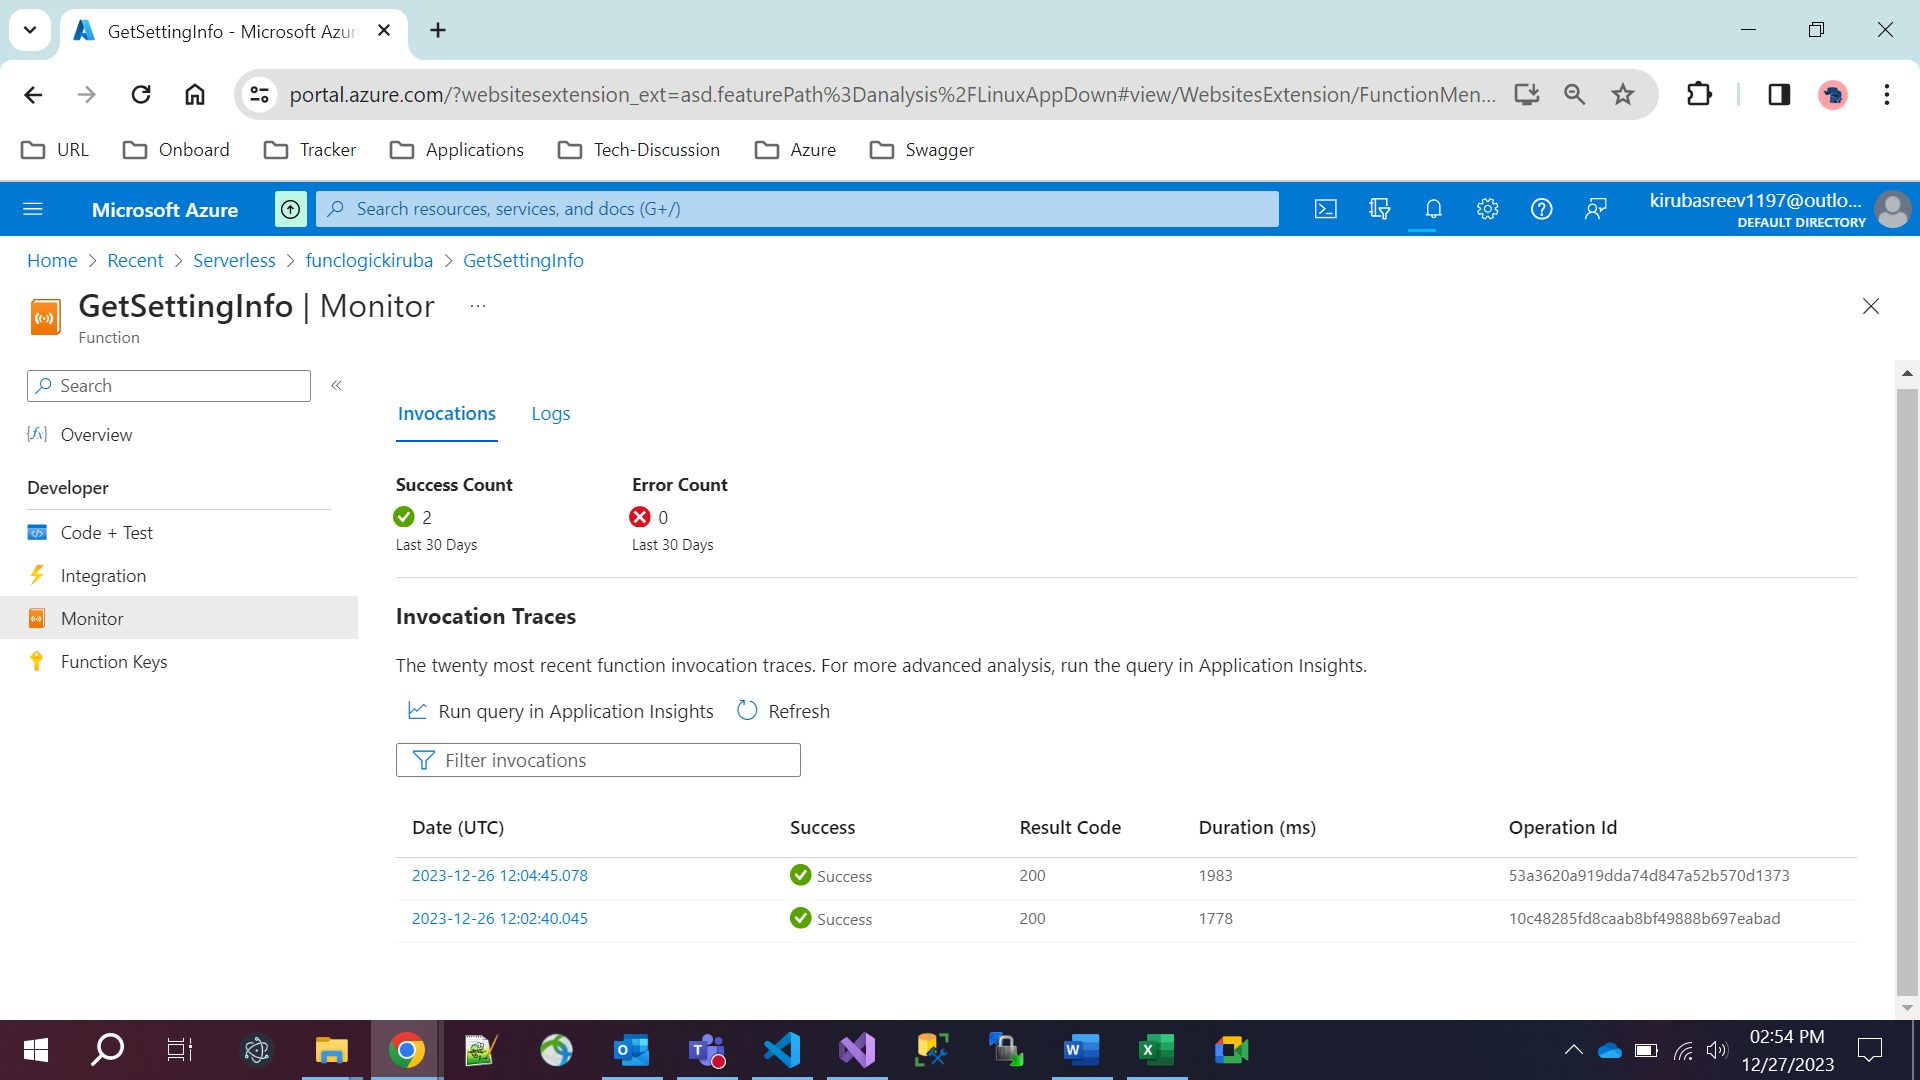 GetSettingInfo - Microsoft Azur
portal.azure.com/?websitesextension_ext=asd.featurePath%3Danalysis%2FLinuxAppDown#view/WebsitesExtension/FunctionMen...
URL Onboard Tracker Applications Tech-Discussion Azure Swagger
Microsoft Azure
Search resources, services, and docs (G+/)
kirubasreev1197@outlo...
DEFAULT DIRECTORY
Home > Recent > Serverless > funclogickiruba > GetSettingInfo
GetSettingInfo | Monitor ...
Function
Search
Overview
Developer
Code + Test
Integration
Monitor
Function Keys
Invocations Logs
Success Count Error Count
2 0
Last 30 Days Last 30 Days
Invocation Traces
The twenty most recent function invocation traces. For more advanced analysis, run the query in Application Insights.
Run query in Application Insights Refresh
Filter invocations
Date (UTC) Success Result Code Duration (ms) Operation Id
2023-12-26 12:04:45.078 Success 200 1983 53a3620a919dda74d847a52b570d1373
2023-12-26 12:02:40.045 Success 200 1778 10c48285fd8caab8bf49888b697eabad
02:54 PM
12/27/2023